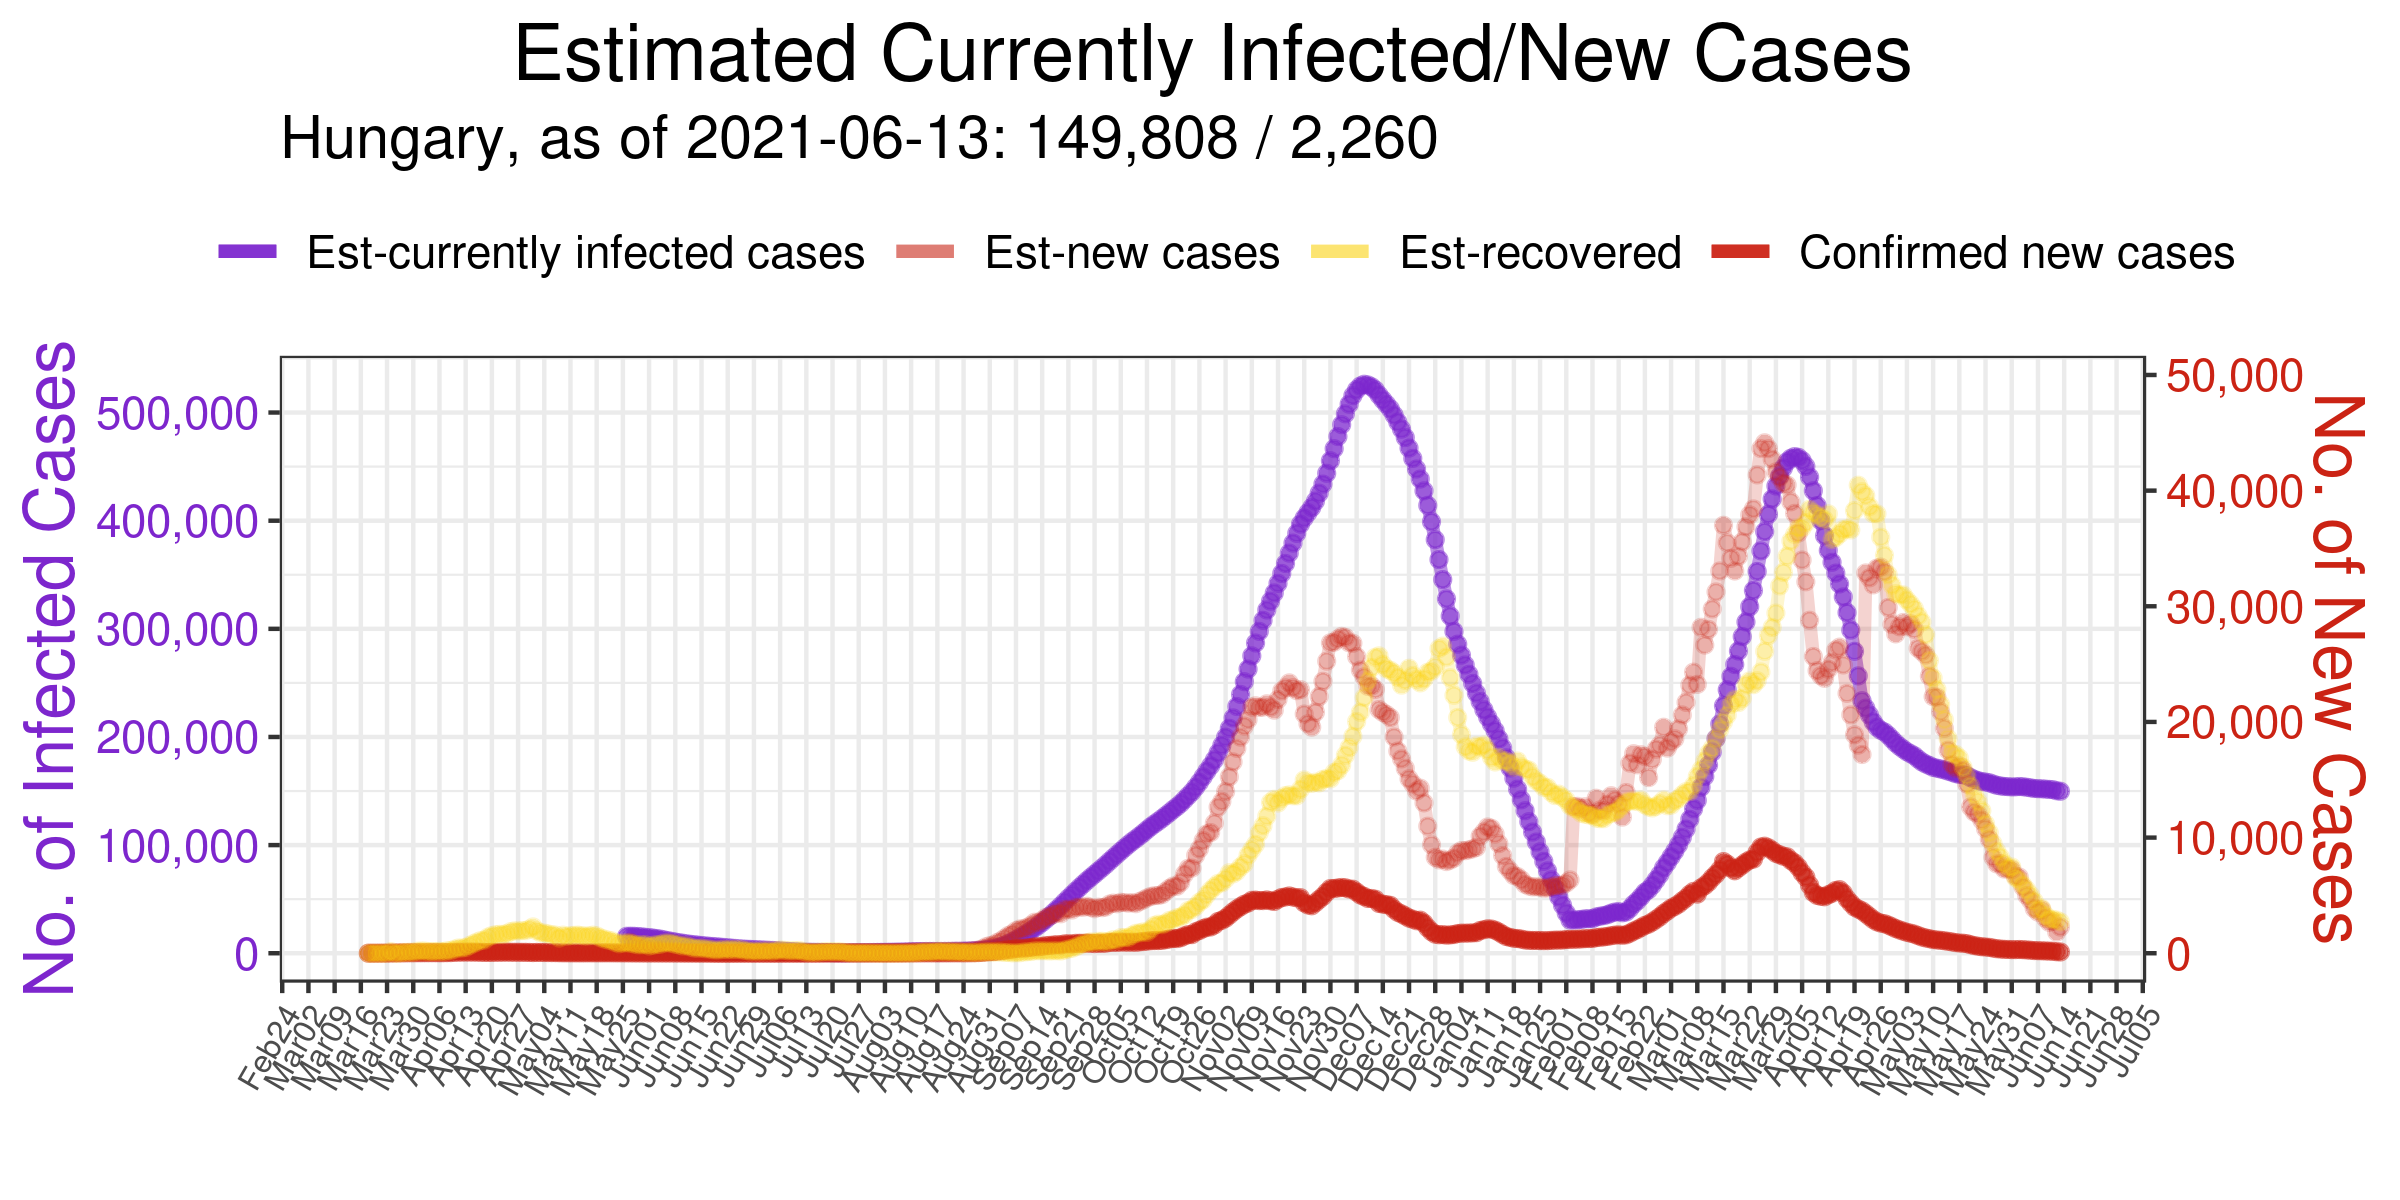 Estimated Currently Infected/New Cases
Hungary, as of 2021-06-13: 149,808 / 2,260
Est-currently infected cases
Est-new cases
Est-recovered
Confirmed new cases
No. of Infected Cases
500,000
400,000
300,000
200,000
100,000
0
50,000
40,000
30,000
20,000
10,000
0
No. of New Cases
Feb24
Mar02
Mar09
Mar16
Mar23
Mar30
Apr06
Apr13
Apr20
Apr27
May04
May11
May18
May25
Jun01
Jun08
Jun15
Jun22
Jun29
Jul06
Jul13
Jul20
Jul27
Aug03
Aug10
Aug17
Aug24
Aug31
Sep07
Sep14
Sep21
Sep28
Oct05
Oct12
Oct19
Oct26
Nov02
Nov09
Nov16
Nov23
Nov30
Dec07
Dec14
Dec21
Dec28
Jan04
Jan11
Jan18
Jan25
Feb01
Feb08
Feb15
Feb22
Mar01
Mar08
Mar15
Mar22
Mar29
Apr05
Apr12
Apr19
Apr26
May03
May10
May17
May24
May31
Jun07
Jun14
Jun21
Jun28
Jul05